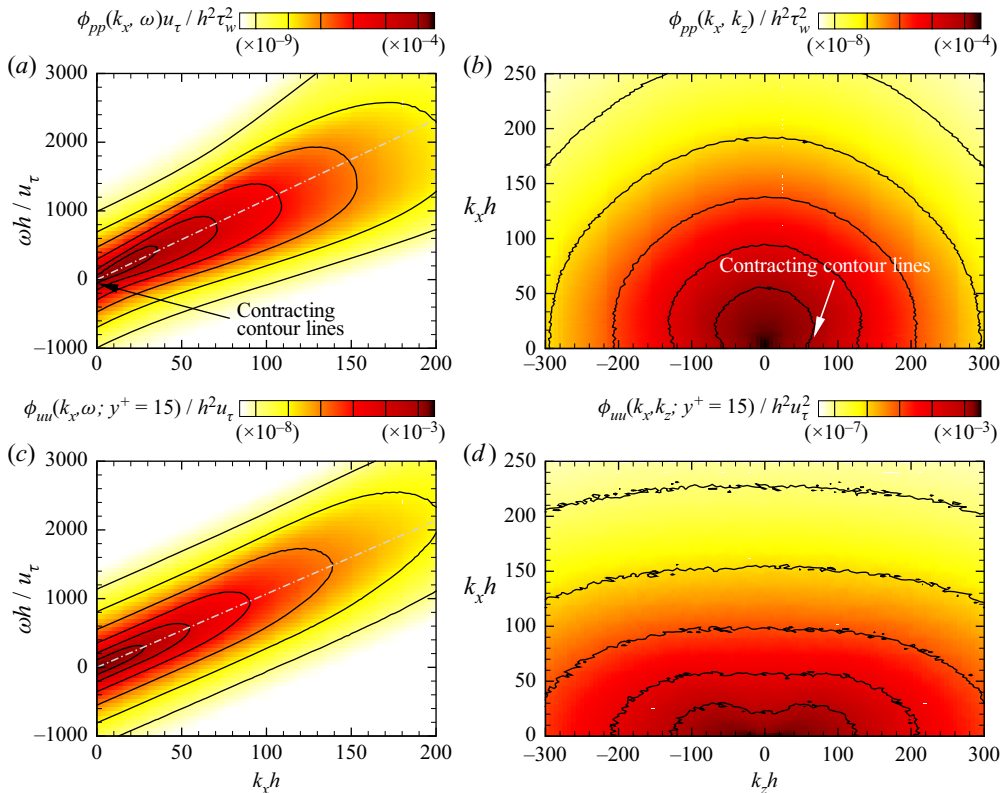 ϕpp(kx, ω)uτ / h²τw²
(×10–9) (×10–4)
ϕpp(kx, kz) / h²τw²
(×10–8) (×10–4)
(a)
3000
2000
1000
0
–1000
ωh / uτ
0 50 100 150 200
Contracting
contour lines
(b)
250
200
150
100
50
0
kxh
–300 –200 –100 0 100 200 300
Contracting contour lines
ϕuu(kx,ω; y+ = 15) / h²uτ
(×10–8) (×10–3)
ϕuu(kx,kz; y+ = 15) / h²uτ²
(×10–7) (×10–3)
(c)
3000
2000
1000
0
–1000
ωh / uτ
0 50 100 150 200
kxh
(d)
250
200
150
100
50
0
kxh
–300 –200 –100 0 100 200 300
kzh